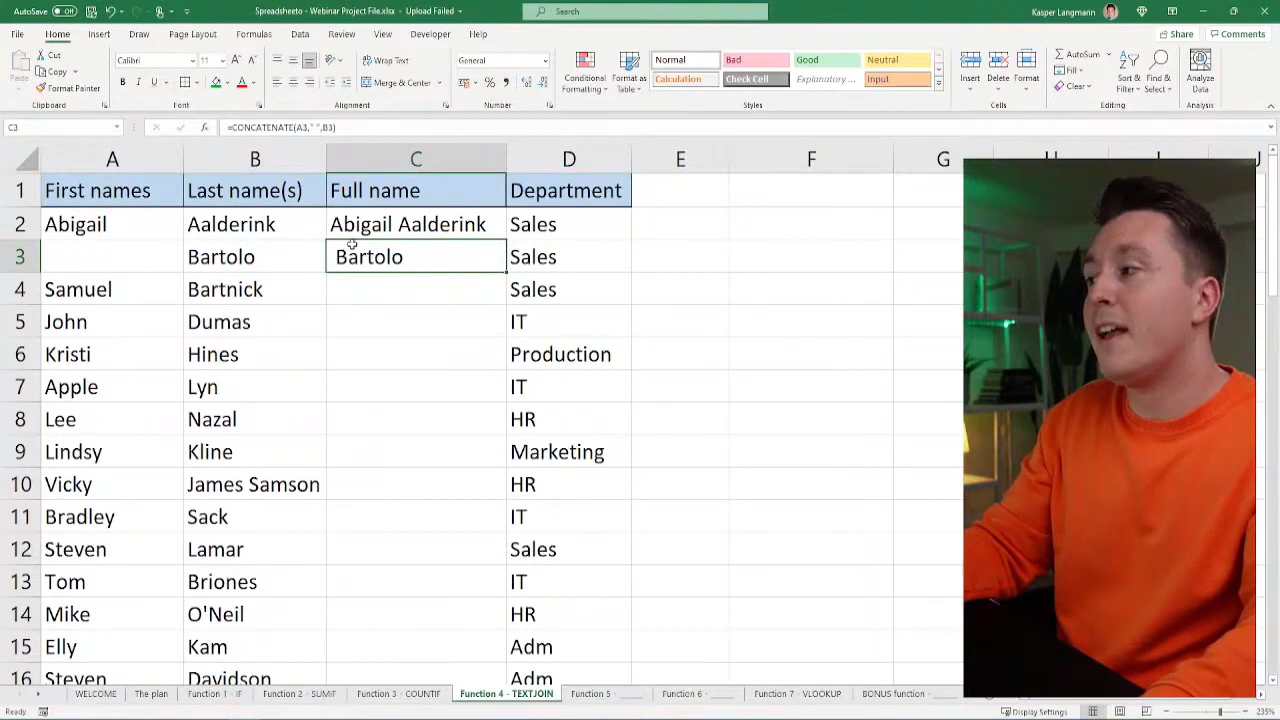 AutoSave Off Spreadsheeto - Webinar Project File.xlsx • Upload Failed Search Kasper Langmann
File Home Insert Draw Page Layout Formulas Data Review View Developer Help Share Comments
Cut Calibri 11 General Normal Bad Good Neutral AutoSum
Copy Fill
Paste Format Painter Merge & Center Conditional Formatting Format as Table Calculation Check Cell Explanatory ... Input Insert Delete Format Clear Sort & Filter Find & Select Analyze Data
Clipboard Font Alignment Number Styles Cells Editing Analysis
C3 fx =CONCATENATE(A3," ",B3)
A B C D E F G
1 First names Last name(s) Full name Department
2 Abigail Aalderink Abigail Aalderink Sales
3 Bartolo Bartolo Sales
4 Samuel Bartnick Sales
5 John Dumas IT
6 Kristi Hines Production
7 Apple Lyn IT
8 Lee Nazal HR
9 Lindsy Kline Marketing
10 Vicky James Samson HR
11 Bradley Sack IT
12 Steven Lamar Sales
13 Tom Briones IT
14 Mike O'Neil HR
15 Elly Kam Adm
16 Steven Davidson Adm
WELCOME The plan Function 1 - IF Function 2 - SUMIF Function 3 - COUNTIF Function 4 - TEXTJOIN Function 5 - ____ Function 6 - ____ Function 7 - VLOOKUP BONUS function - ____
Ready Display Settings 235%